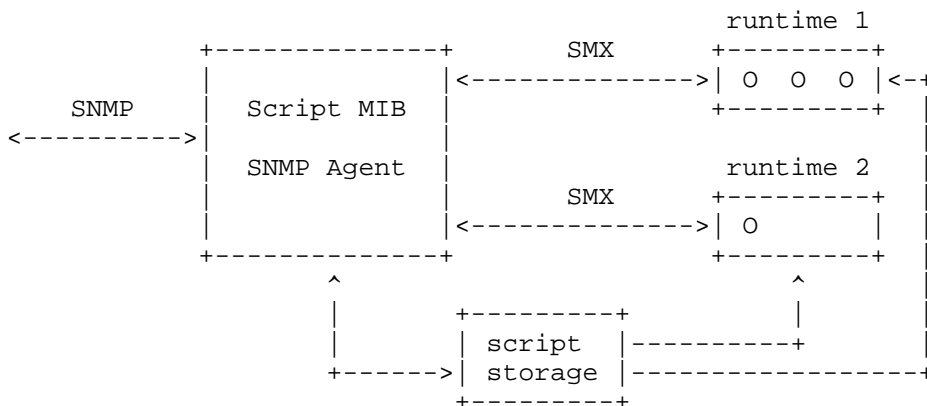 runtime 1
SMX
O O O
SNMP
Script MIB
SNMP Agent
runtime 2
SMX
O
script
storage